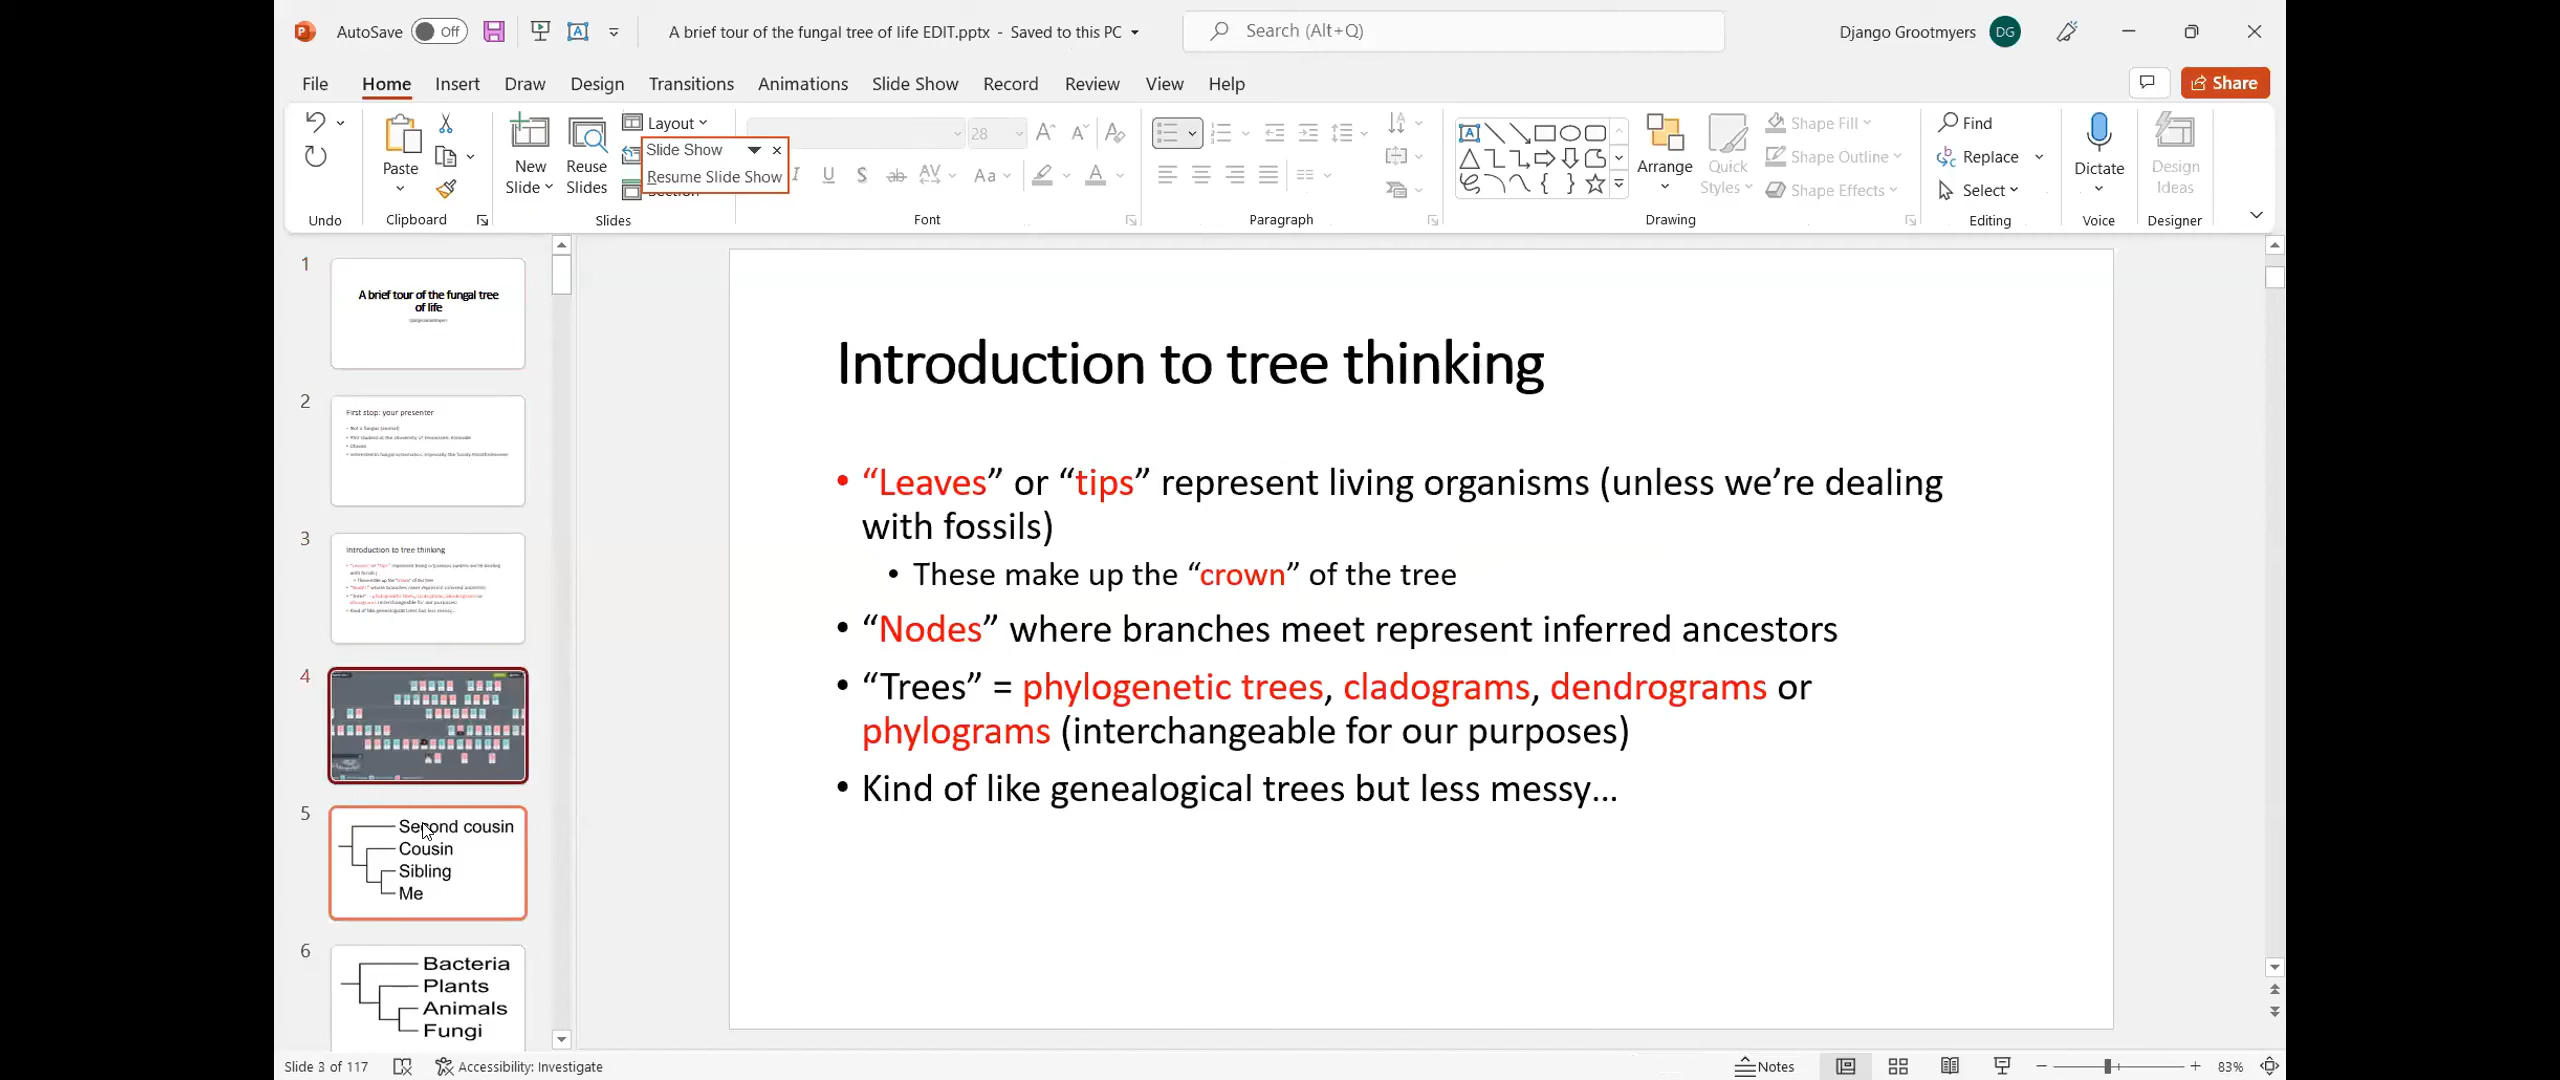 AutoSave Off
A brief tour of the fungal tree of life EDIT.pptx - Saved to this PC
Search (Alt+Q)
Django Grootmyers DG
File Home Insert Draw Design Transitions Animations Slide Show Record Review View Help
Share
Paste
Undo
Clipboard
New Slide
Reuse Slides
Layout
Slide Show
Resume Slide Show
Slides
28
Aa
Font
Paragraph
Arrange
Quick Styles
Shape Fill
Shape Outline
Shape Effects
Drawing
Find
Replace
Select
Editing
Dictate
Voice
Design Ideas
Designer
1
A brief tour of the fungal tree
of life
2
First stop: your presenter
3
Introduction to tree thinking
4
5
Second cousin
Cousin
Sibling
Me
6
Bacteria
Plants
Animals
Fungi
Introduction to tree thinking
• “Leaves” or “tips” represent living organisms (unless we’re dealing
with fossils)
• These make up the “crown” of the tree
• “Nodes” where branches meet represent inferred ancestors
• “Trees” = phylogenetic trees, cladograms, dendrograms or
phylograms (interchangeable for our purposes)
• Kind of like genealogical trees but less messy…
Slide 3 of 117
Accessibility: Investigate
Notes
83%